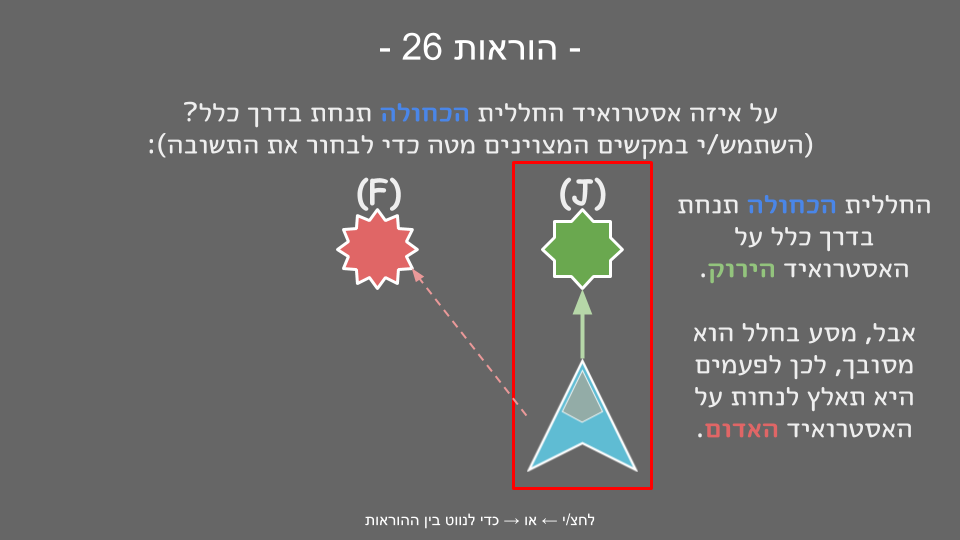 - הוראות 26 -
על איזה אסטרואיד החללית הכחולה תנחת בדרך כלל?
(השתמש/י במקשים המצויינים מטה כדי לבחור את התשובה):
(F)
(J)
החללית הכחולה תנחת
בדרך כלל על
האסטרואיד הירוק.
אבל, מסע בחלל הוא
מסובך, לכן לפעמים
היא תאלץ לנחות על
האסטרואיד האדום.
לחצ/י ← או → כדי לנווט בין ההוראות